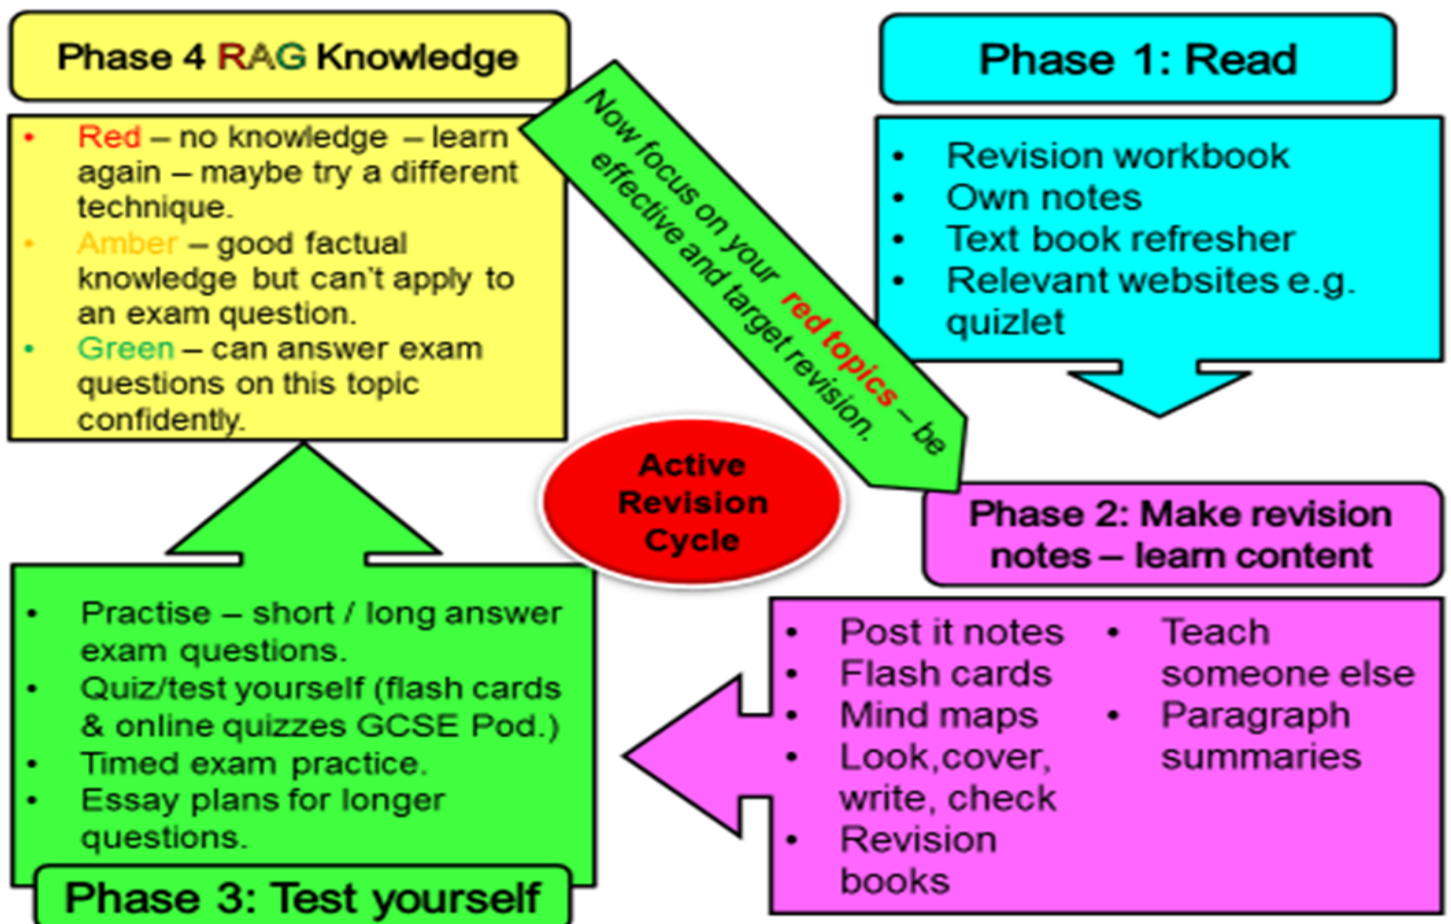 Phase 4 RAG Knowledge
• Red – no knowledge – learn
again – maybe try a different
technique.
• Amber – good factual
knowledge but can't apply to
an exam question.
• Green – can answer exam
questions on this topic
confidently.
Now focus on your red topics – be
effective and target revision.
Phase 1: Read
• Revision workbook
• Own notes
• Text book refresher
• Relevant websites e.g.
quizlet
Active
Revision
Cycle
Phase 2: Make revision
notes – learn content
• Post it notes
• Flash cards
• Mind maps
• Look,cover,
write, check
• Revision
books
• Teach
someone else
• Paragraph
summaries
• Practise – short / long answer
exam questions.
• Quiz/test yourself (flash cards
& online quizzes GCSE Pod.)
• Timed exam practice.
• Essay plans for longer
questions.
Phase 3: Test yourself